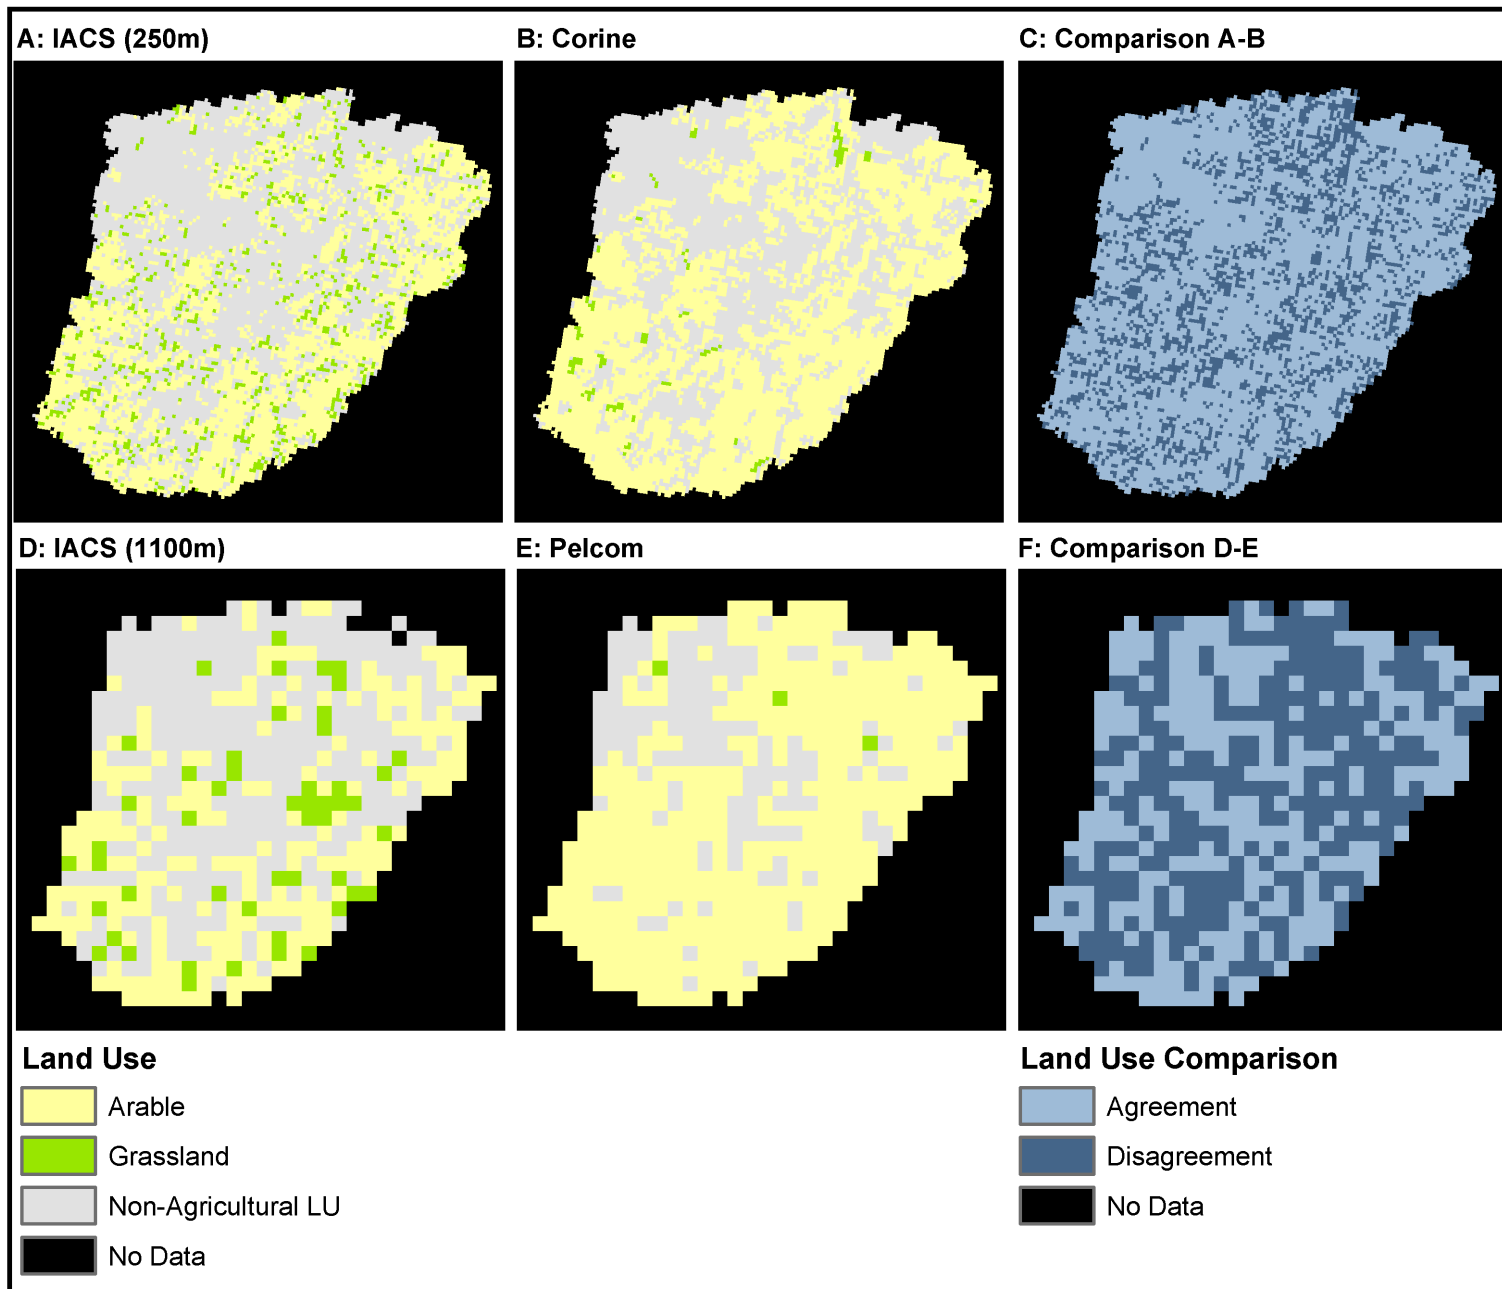 A: IACS (250m)
B: Corine
C: Comparison A-B
D: IACS (1100m)
E: Pelcom
F: Comparison D-E
Land Use
Arable
Grassland
Non-Agricultural LU
No Data
Land Use Comparison
Agreement
Disagreement
No Data